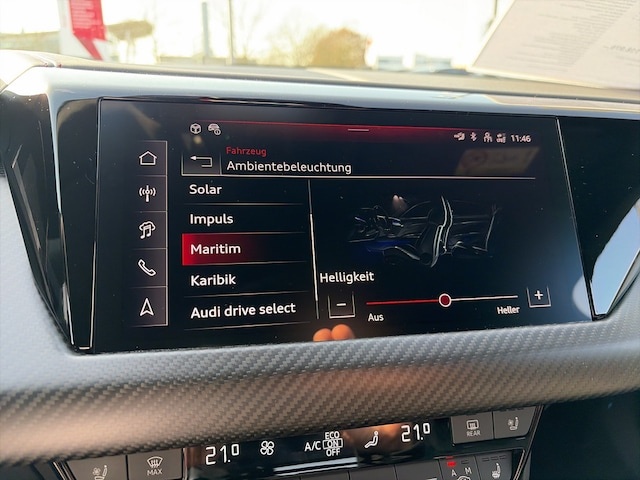 11:46
Fahrzeug
Ambientebeleuchtung
Solar
Impuls
Maritim
Karibik
Audi drive select
Helligkeit
− +
Aus Heller
21.0 A/C ECO ON OFF 21.0
MAX
REAR
A M